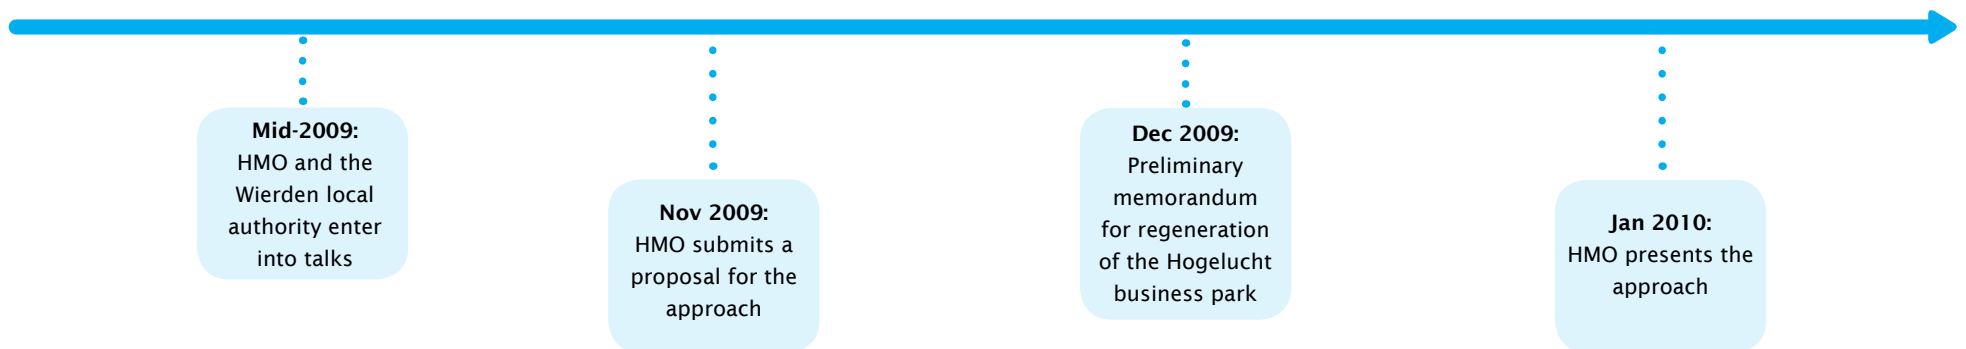 Mid-2009:
HMO and the
Wierden local
authority enter
into talks
Nov 2009:
HMO submits a
proposal for the
approach
Dec 2009:
Preliminary
memorandum
for regeneration
of the Hogelucht
business park
Jan 2010:
HMO presents the
approach